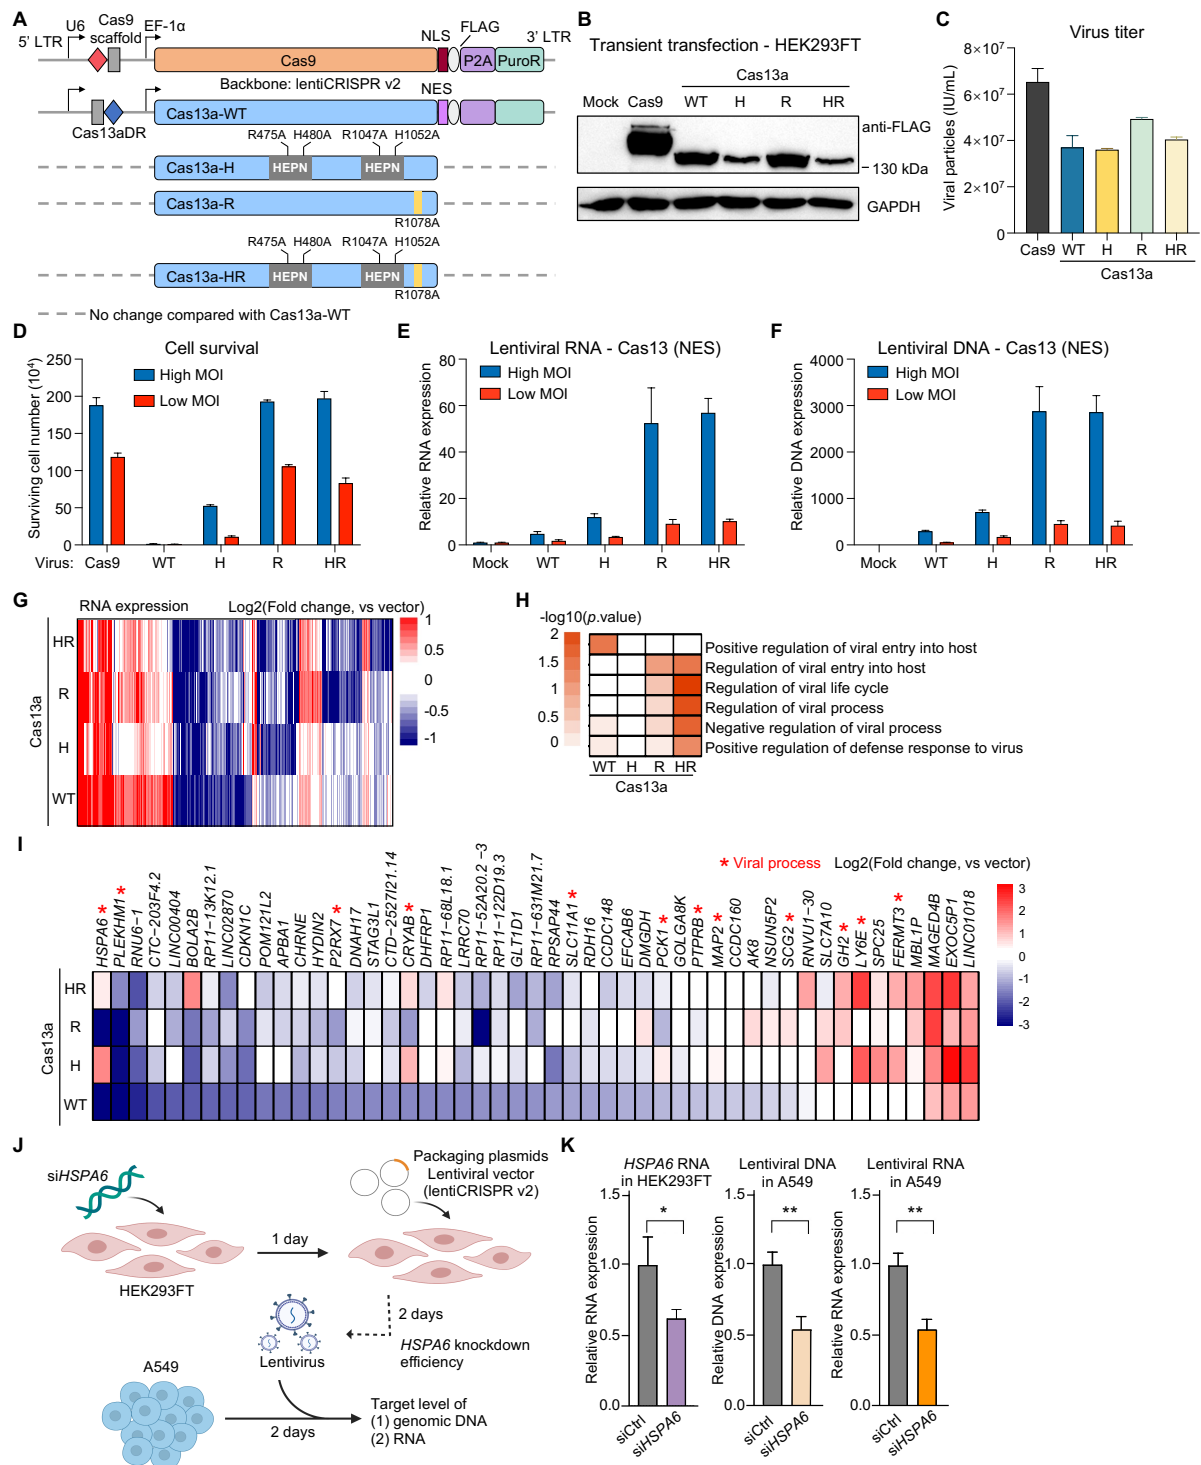 A
U6
Cas9
scaffold
EF-1α
5' LTR
NLS
FLAG
3' LTR
Cas9
P2A
PuroR
Backbone: lentiCRISPR v2
NES
Cas13aDR
Cas13a-WT
R475A H480A R1047A H1052A
Cas13a-H
HEPN
HEPN
Cas13a-R
R1078A
R475A H480A R1047A H1052A
Cas13a-HR
HEPN
HEPN
R1078A
No change compared with Cas13a-WT
B
Transient transfection - HEK293FT
Cas13a
Mock Cas9 WT H R HR
anti-FLAG
130 kDa
GAPDH
C
Virus titer
Viral particles (IU/mL)
8×10⁷
6×10⁷
4×10⁷
2×10⁷
0
Cas9 WT H R HR
Cas13a
D
Cell survival
Surviving cell number (10⁴)
250
200
150
100
50
0
High MOI
Low MOI
Virus: Cas9 WT H R HR
E
Lentiviral RNA - Cas13 (NES)
Relative RNA expression
80
60
40
20
0
High MOI
Low MOI
Mock WT H R HR
F
Lentiviral DNA - Cas13 (NES)
Relative DNA expression
4000
3000
2000
1000
0
High MOI
Low MOI
Mock WT H R HR
G
RNA expression
Log2(Fold change, vs vector)
Cas13a
HR
R
H
WT
1
0.5
0
-0.5
-1
H
-log10(p.value)
2
1.5
1
0.5
0
Positive regulation of viral entry into host
Regulation of viral entry into host
Regulation of viral life cycle
Regulation of viral process
Negative regulation of viral process
Positive regulation of defense response to virus
WT H R HR
Cas13a
I
* Viral process
Log2(Fold change, vs vector)
HSPA6 *
PLEKHM1 *
RNU6-1
CTC-203F4.2
LINC00404
BOLA2B
RP11-13K12.1
LINC02870
CDKN1C
POM121L2
APBA1
CHRNE
HYDIN2
P2RX7 *
DNAH17
STAG3L1
CTD-2527I21.14
CRYAB *
DHFRP1
RP11-68L18.1
LRRC70
RP11-52A20.2 -3
RP11-122D19.3
GLT1D1
RP11-631M21.7
RPSAP44
SLC11A1 *
RDH16
CCDC148
EFCAB6
DMGDH
PCK1 *
GOLGA8K
PTPRB *
MAP2 *
CCDC160
AK8
NSUN5P2
SCG2 *
RNVU1-30
SLC7A10
GH2 *
LY6E *
SPC25
FERMT3 *
MBL1P
MAGED4B
EXOC5P1
LINC01018
Cas13a
HR
R
H
WT
3
2
1
0
-1
-2
-3
J
siHSPA6
HEK293FT
1 day
Packaging plasmids
Lentiviral vector
(lentiCRISPR v2)
2 days
HSPA6 knockdown
efficiency
Lentivirus
A549
2 days
Target level of
(1) genomic DNA
(2) RNA
K
HSPA6 RNA
in HEK293FT
Relative RNA expression
1.5
1.0
0.5
0.0
*
siCtrl
siHSPA6
Lentiviral DNA
in A549
Relative DNA expression
1.5
1.0
0.5
0.0
**
siCtrl
siHSPA6
Lentiviral RNA
in A549
Relative RNA expression
1.5
1.0
0.5
0.0
**
siCtrl
siHSPA6